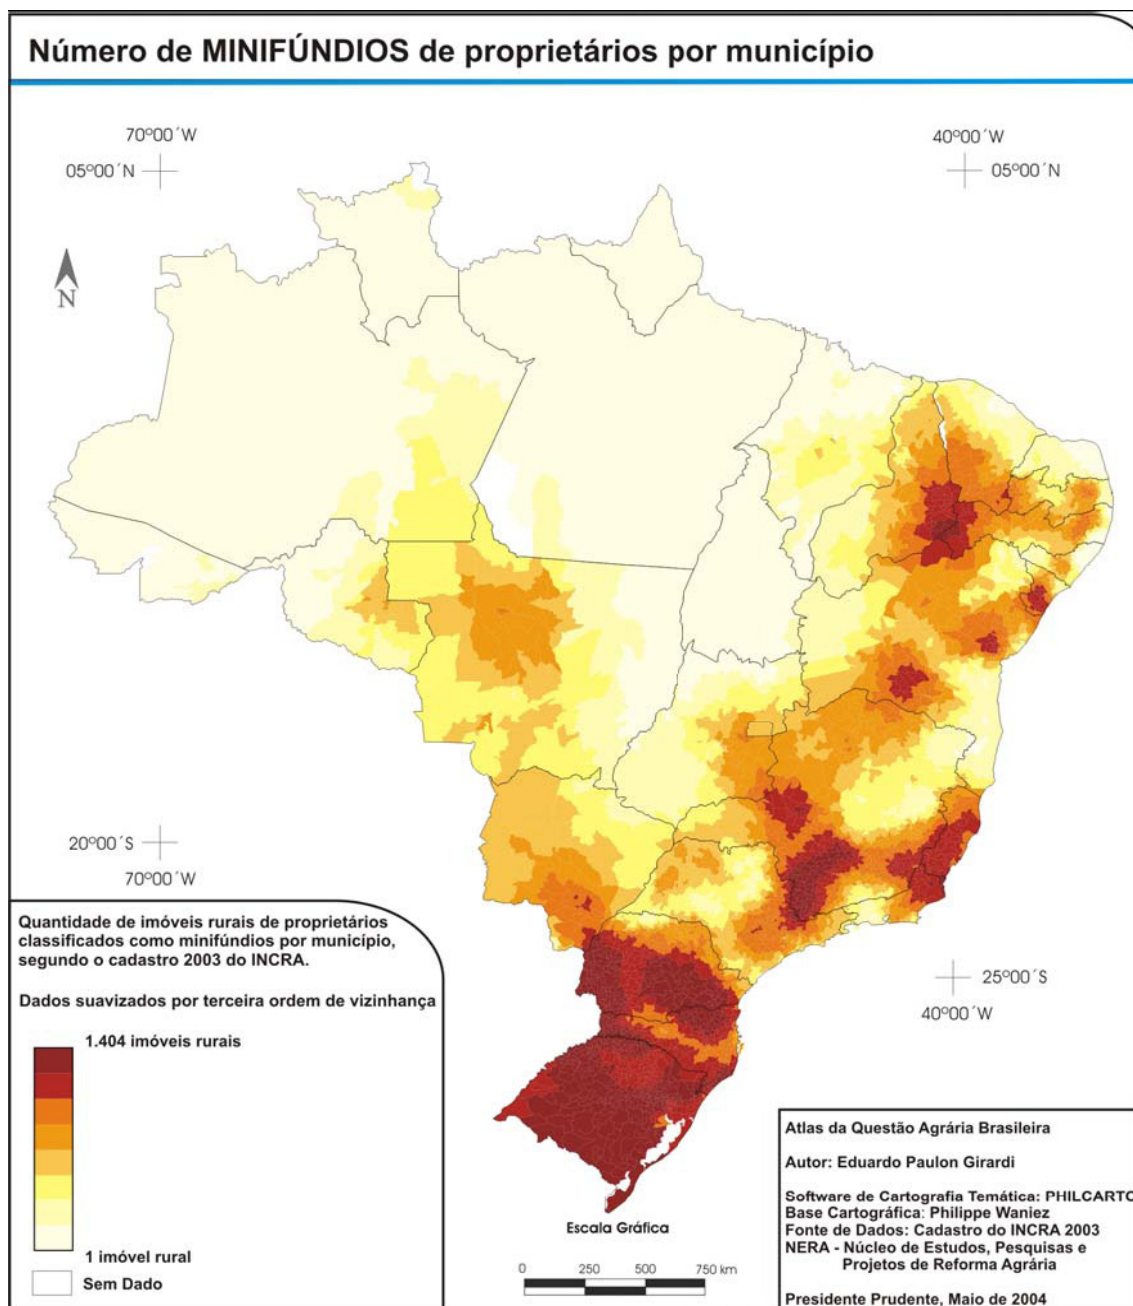 Número de MINIFÚNDIOS de proprietários por município
70º00´W
40º00´W
05º00´N
05º00´N
N
20º00´S
70º00´W
25º00´S
40º00´W
Quantidade de imóveis rurais de proprietários
classificados como minifúndios por município,
segundo o cadastro 2003 do INCRA.
Dados suavizados por terceira ordem de vizinhança
1.404 imóveis rurais
1 imóvel rural
Sem Dado
Escala Gráfica
0 250 500 750 km
Atlas da Questão Agrária Brasileira
Autor: Eduardo Paulon Girardi
Software de Cartografia Temática: PHILCARTO
Base Cartográfica: Philippe Waniez
Fonte de Dados: Cadastro do INCRA 2003
NERA - Núcleo de Estudos, Pesquisas e
Projetos de Reforma Agrária
Presidente Prudente, Maio de 2004